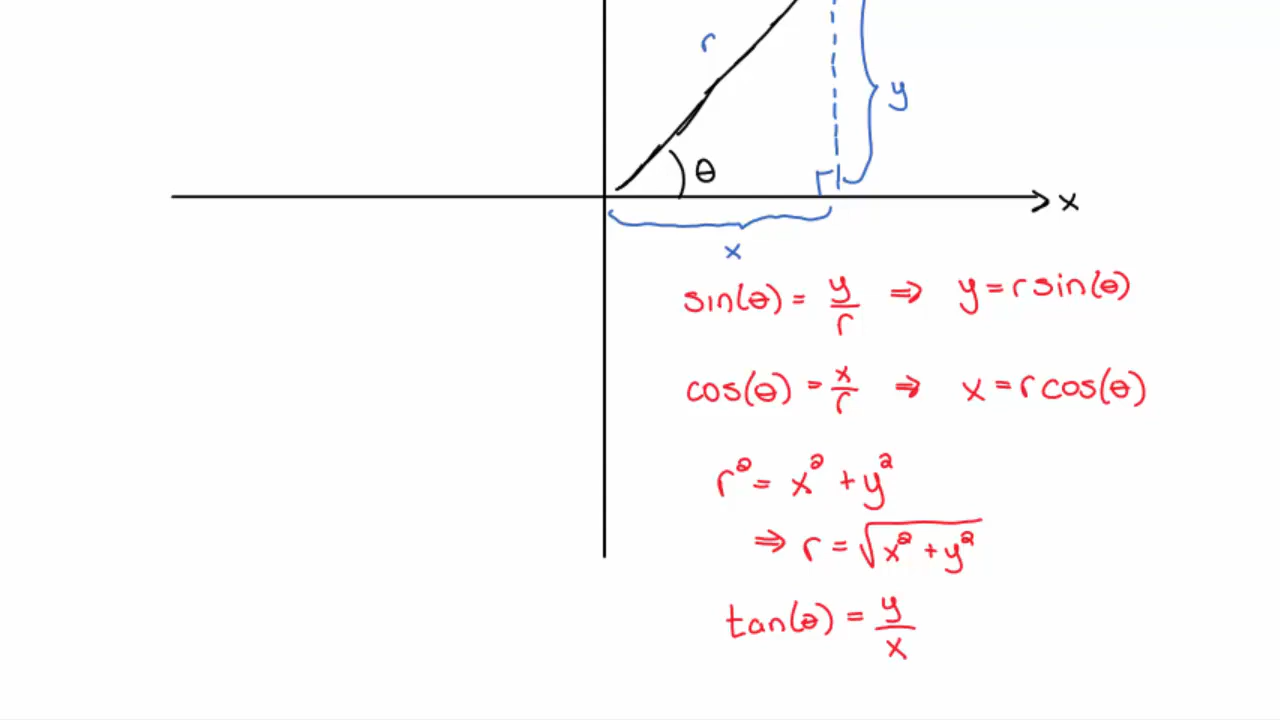 r
y
θ
x
x
sin(θ) = y/r ⇒ y = r sin(θ)
cos(θ) = x/r ⇒ x = r cos(θ)
r² = x² + y²
⇒ r = √(x² + y²)
tan(θ) = y/x